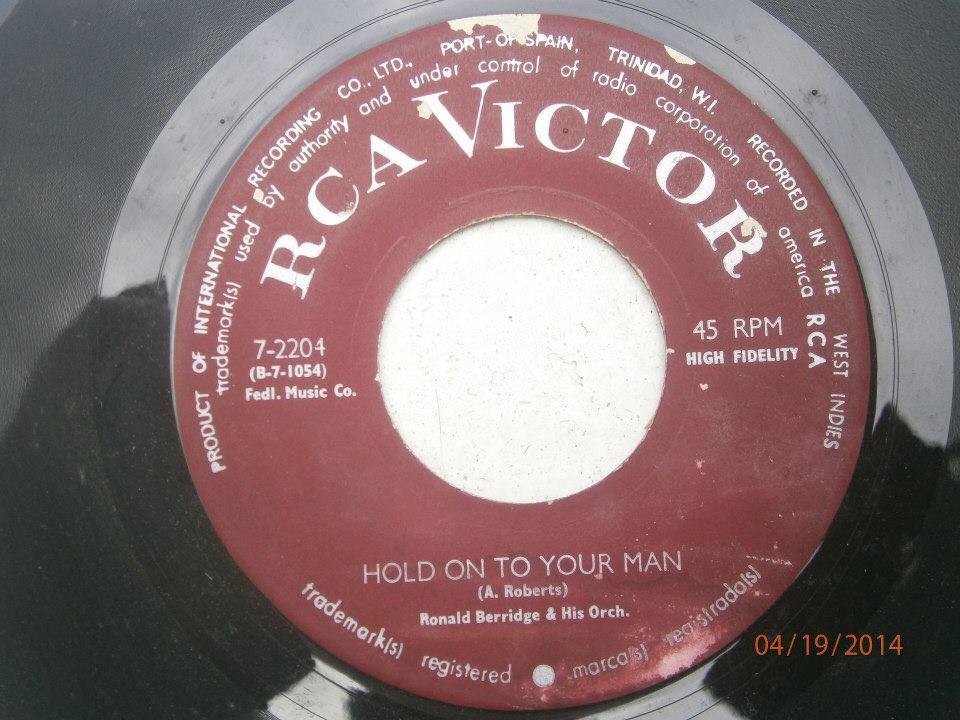 PRODUCT OF INTERNATIONAL RECORDING CO., LTD., PORT-OF-SPAIN, TRINIDAD, W.I. RECORDED IN THE WEST INDIES
trademark(s) used by authority and under control of radio corporation of america RCA
RCA VICTOR
7-2204
(B-7-1054)
Fedl. Music Co.
45 RPM
HIGH FIDELITY
HOLD ON TO YOUR MAN
(A. Roberts)
Ronald Berridge & His Orch.
trademark(s) registered marca(s) registrada(s)
04/19/2014